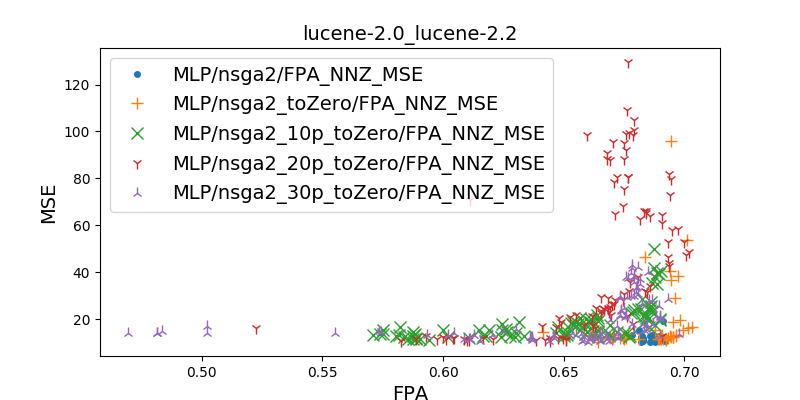 lucene-2.0_lucene-2.2
MLP/nsga2/FPA_NNZ_MSE
MLP/nsga2_toZero/FPA_NNZ_MSE
MLP/nsga2_10p_toZero/FPA_NNZ_MSE
MLP/nsga2_20p_toZero/FPA_NNZ_MSE
MLP/nsga2_30p_toZero/FPA_NNZ_MSE
MSE
120
100
80
60
40
20
0.50 0.55 0.60 0.65 0.70
FPA